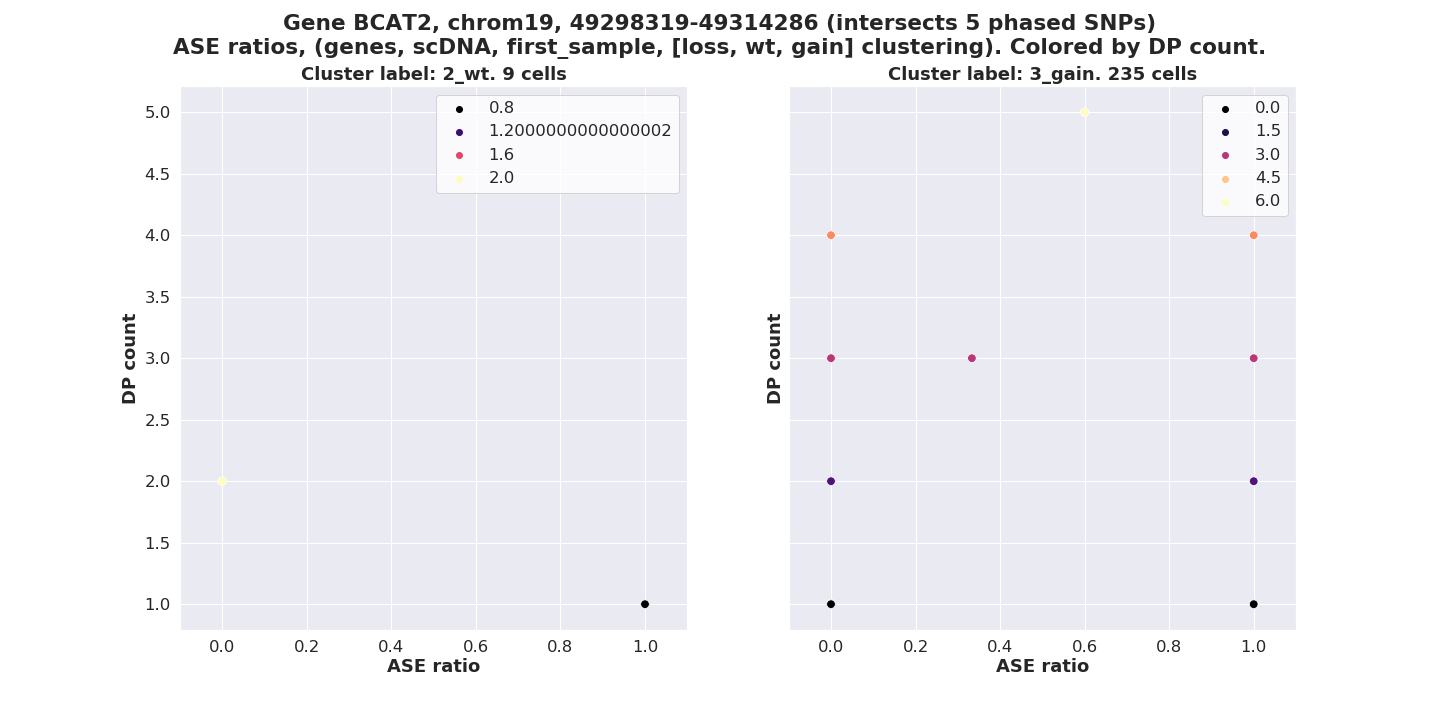 Gene BCAT2, chrom19, 49298319-49314286 (intersects 5 phased SNPs)
ASE ratios, (genes, scDNA, first_sample, [loss, wt, gain] clustering). Colored by DP count.
Cluster label: 2_wt. 9 cells
0.8
1.2000000000000002
1.6
2.0
5.0
4.5
4.0
3.5
3.0
2.5
2.0
1.5
1.0
DP count
0.0 0.2 0.4 0.6 0.8 1.0
ASE ratio
Cluster label: 3_gain. 235 cells
0.0
1.5
3.0
4.5
6.0
DP count
0.0 0.2 0.4 0.6 0.8 1.0
ASE ratio